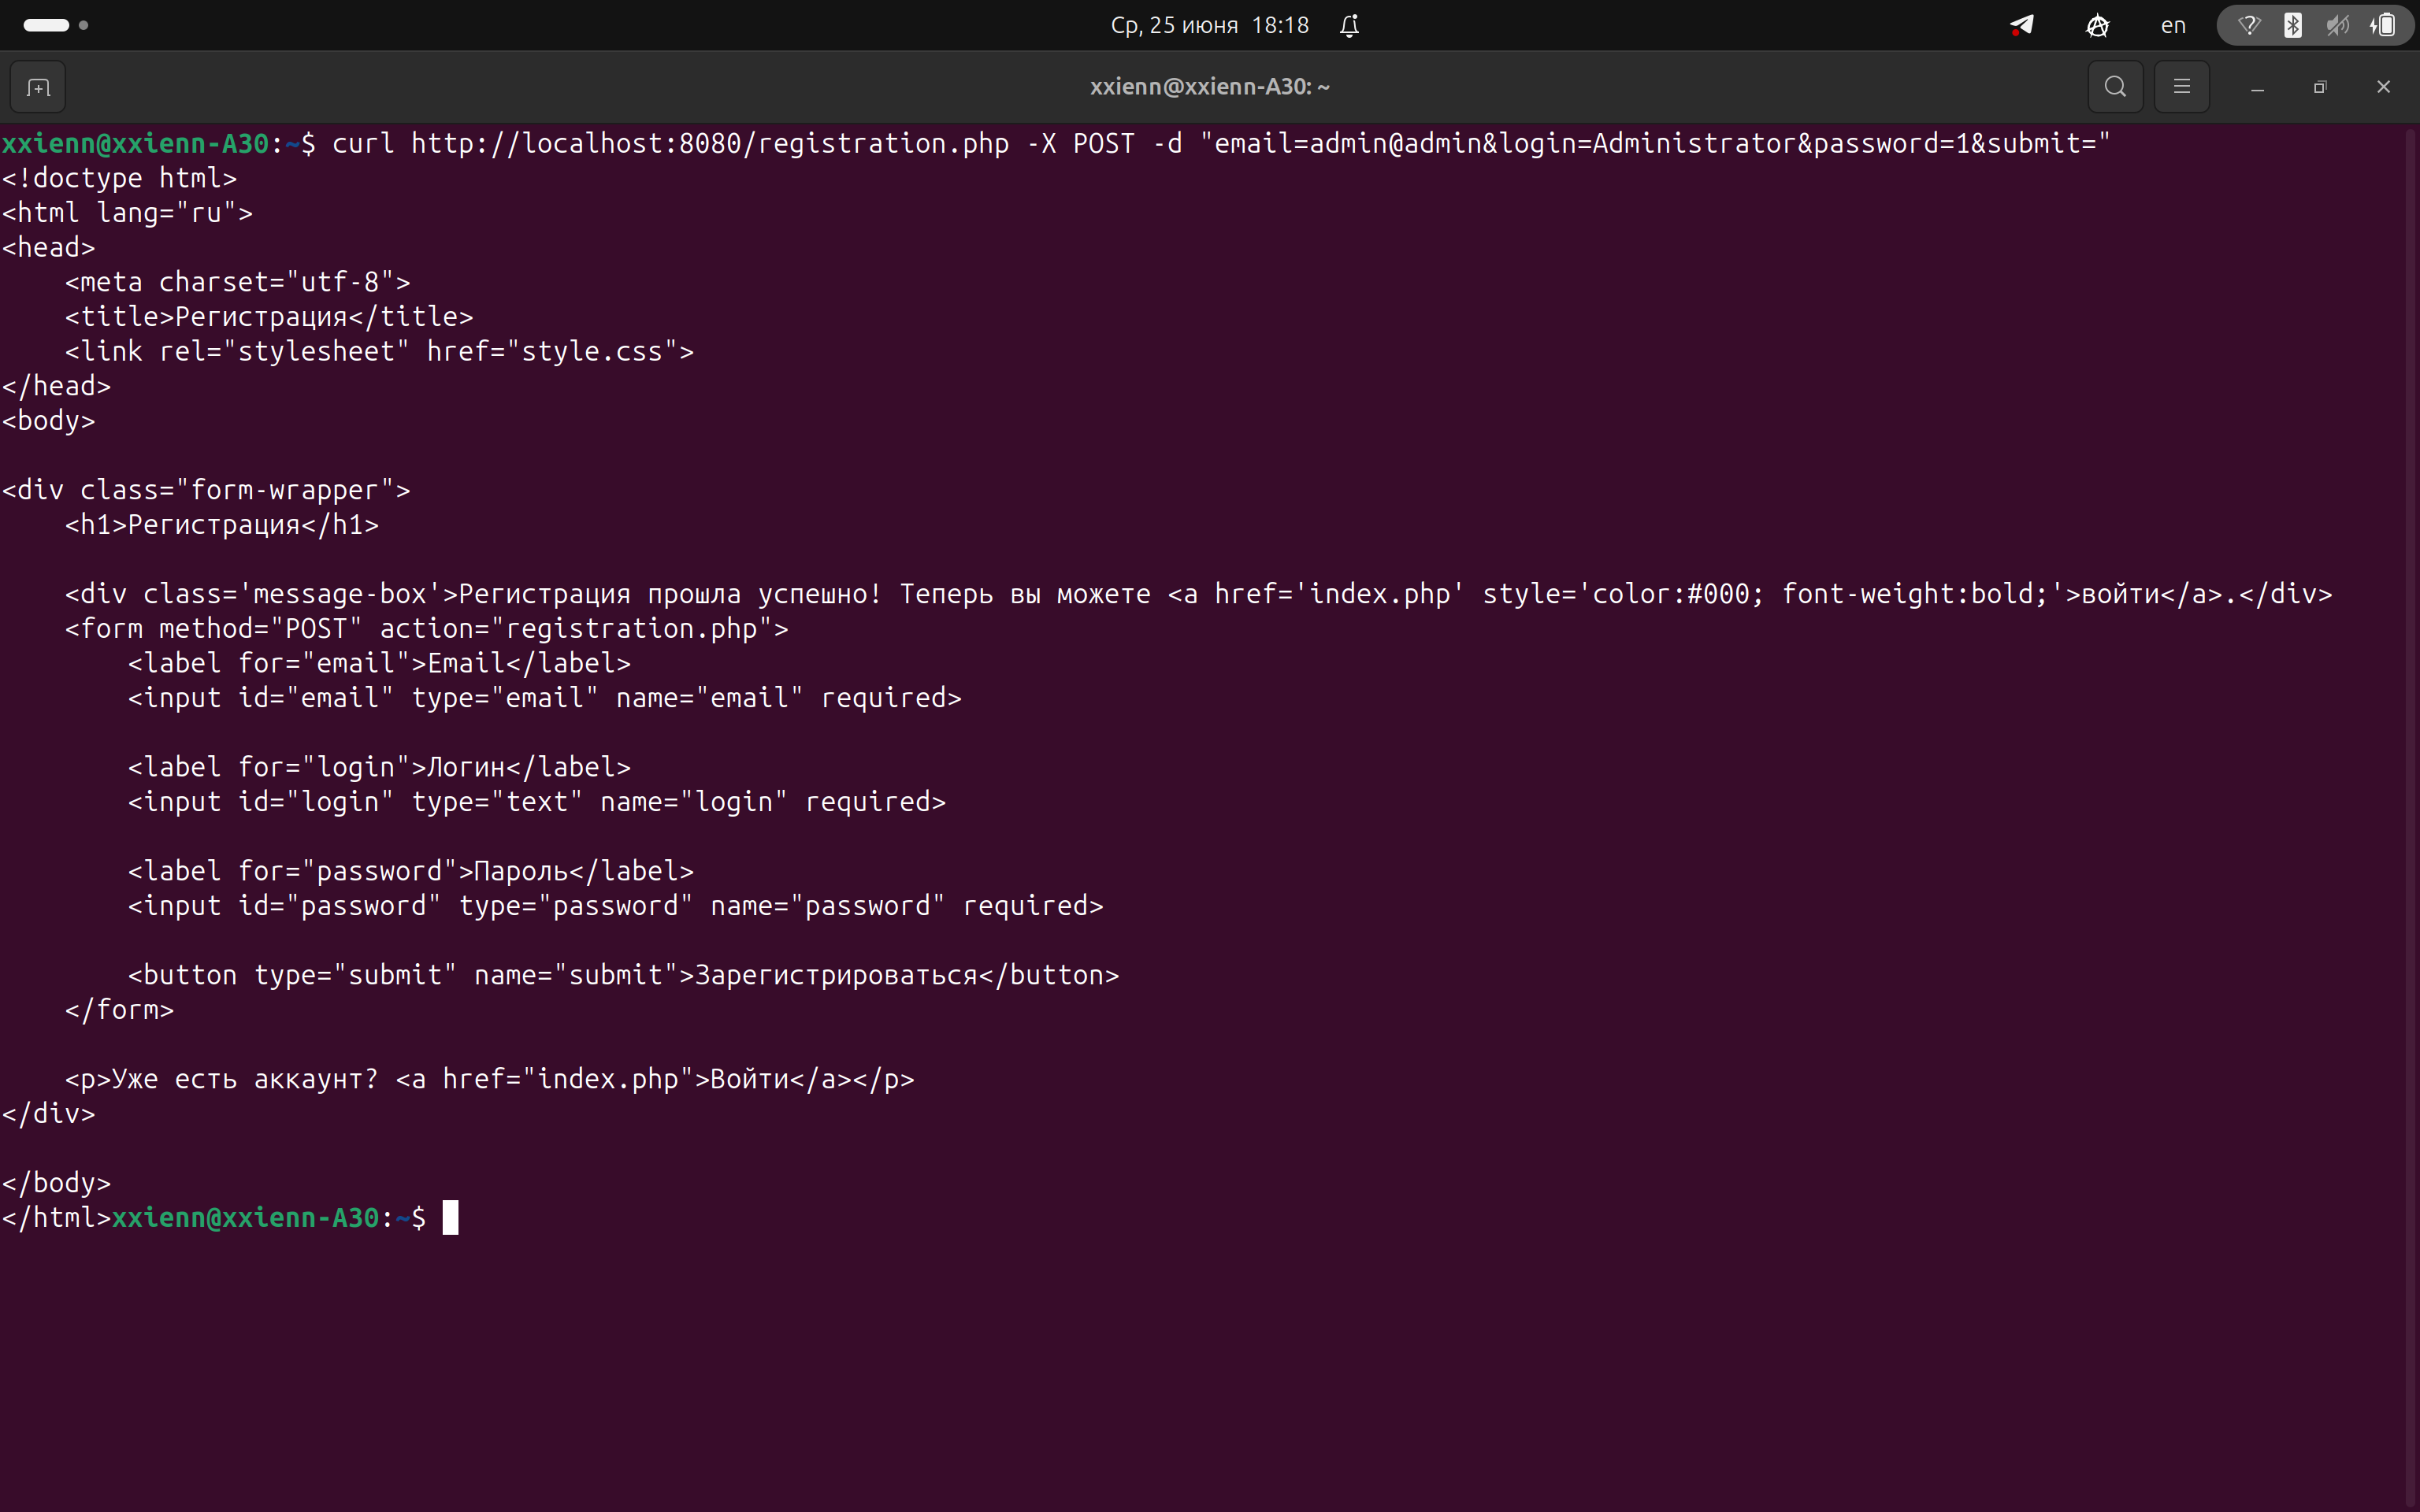 Ср, 25 июня 18:18
en
xxienn@xxienn-A30: ~
xxienn@xxienn-A30:~$ curl http://localhost:8080/registration.php -X POST -d "email=admin@admin&login=Administrator&password=1&submit="
<!doctype html>
<html lang="ru">
<head>
    <meta charset="utf-8">
    <title>Регистрация</title>
    <link rel="stylesheet" href="style.css">
</head>
<body>

<div class="form-wrapper">
    <h1>Регистрация</h1>

    <div class='message-box'>Регистрация прошла успешно! Теперь вы можете <a href='index.php' style='color:#000; font-weight:bold;'>войти</a>.</div>
    <form method="POST" action="registration.php">
        <label for="email">Email</label>
        <input id="email" type="email" name="email" required>

        <label for="login">Логин</label>
        <input id="login" type="text" name="login" required>

        <label for="password">Пароль</label>
        <input id="password" type="password" name="password" required>

        <button type="submit" name="submit">Зарегистрироваться</button>
    </form>

    <p>Уже есть аккаунт? <a href="index.php">Войти</a></p>
</div>

</body>
</html>xxienn@xxienn-A30:~$